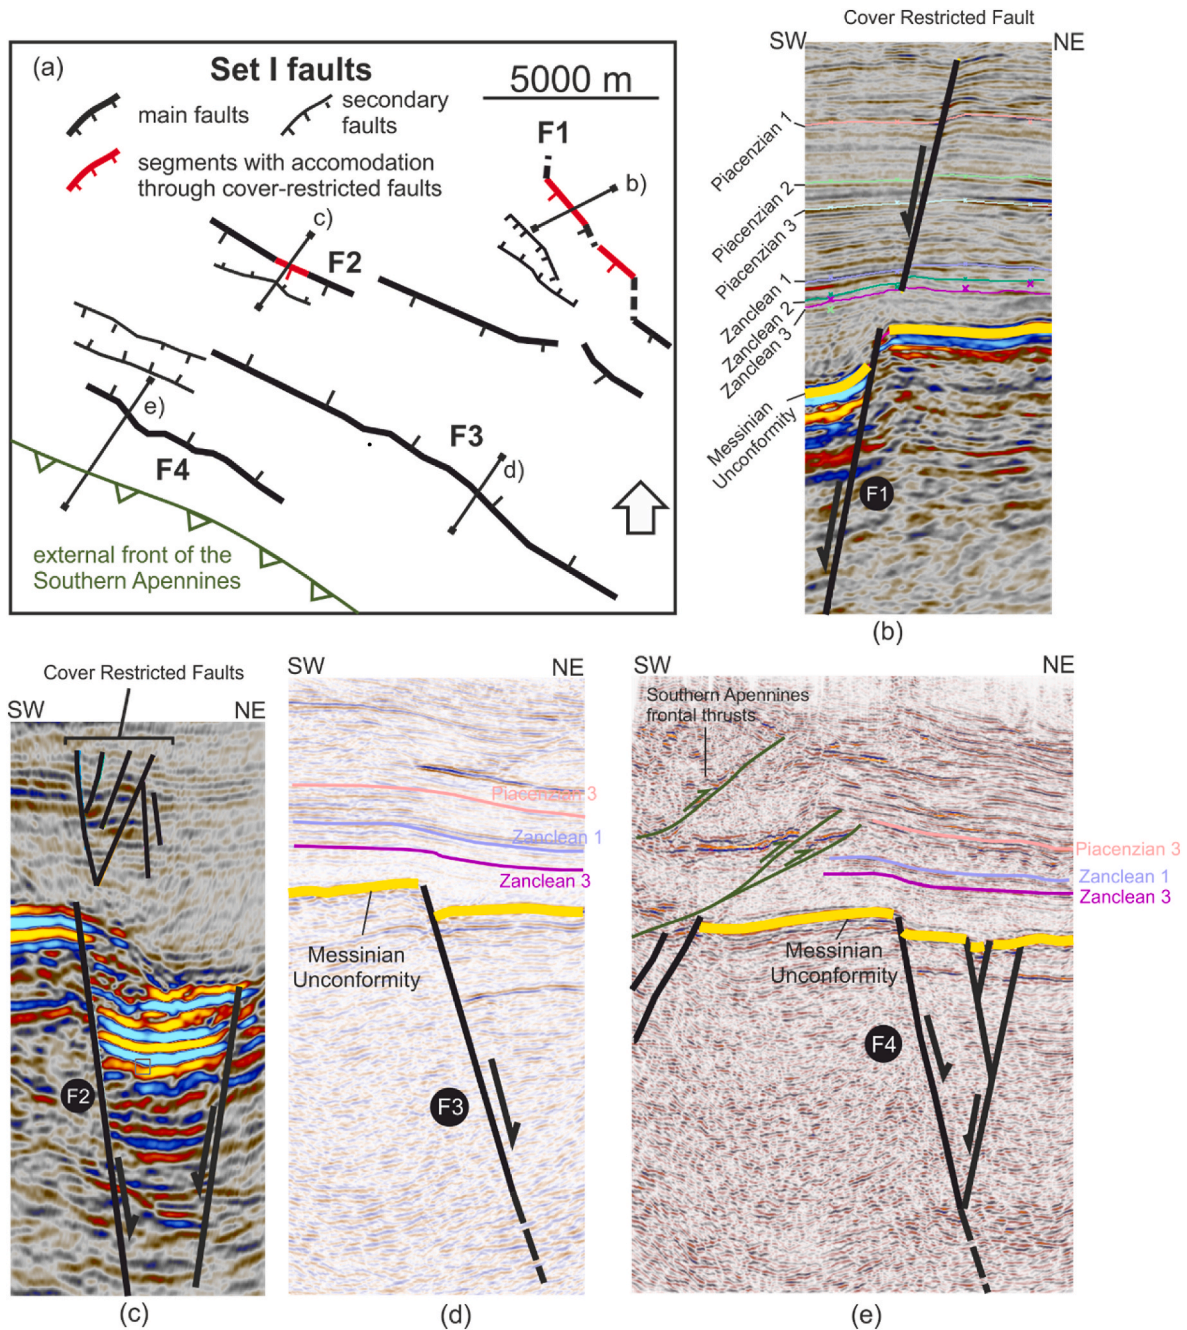 (a)
Set I faults
5000 m
main faults
secondary
faults
segments with accomodation
through cover-restricted faults
F1
b)
c)
F2
e)
F3
F4
d)
external front of the
Southern Apennines
Cover Restricted Fault
SW
NE
Piacenzian 1
Piacenzian 2
Piacenzian 3
Zanclean 1
Zanclean 2
Zanclean 3
Messinian
Unconformity
F1
(b)
Cover Restricted Faults
SW
NE
F2
(c)
SW
NE
Piacenzian 3
Zanclean 1
Zanclean 3
Messinian
Unconformity
F3
(d)
SW
NE
Southern Apennines
frontal thrusts
Piacenzian 3
Zanclean 1
Zanclean 3
Messinian
Unconformity
F4
(e)